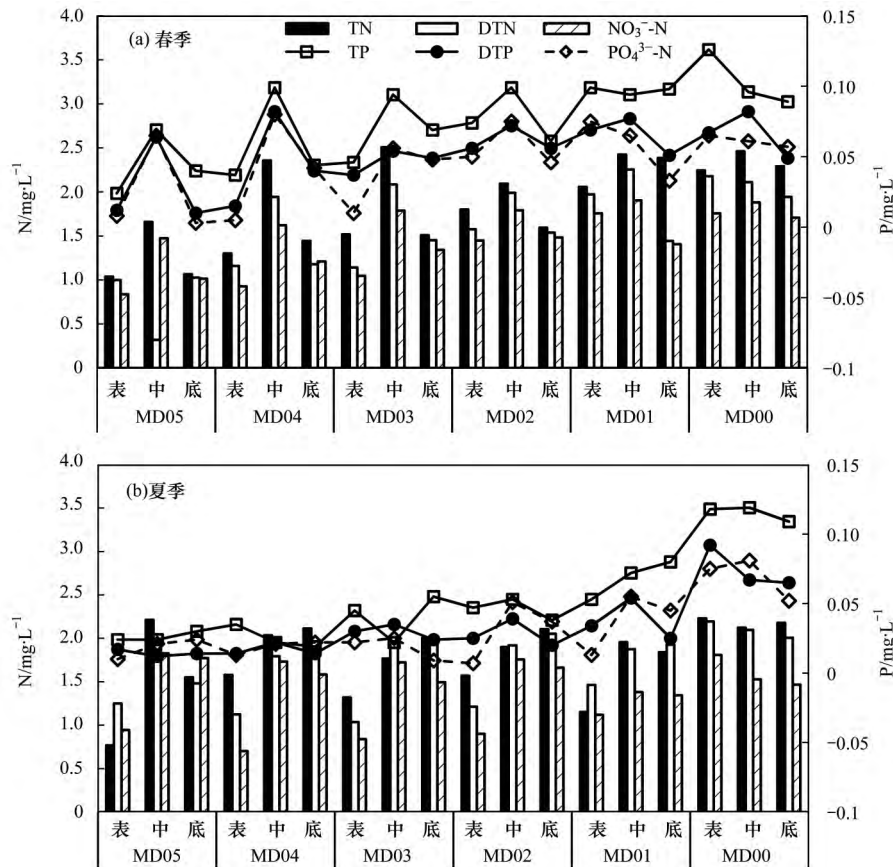 (a) 春季
TN DTN NO₃⁻-N
TP DTP PO₄³⁻-N
N/mg·L⁻¹
4.0
3.5
3.0
2.5
2.0
1.5
1.0
0.5
0
P/mg·L⁻¹
0.15
0.10
0.05
0
−0.05
−0.1
表 中 底 表 中 底 表 中 底 表 中 底 表 中 底 表 中 底
MD05 MD04 MD03 MD02 MD01 MD00
(b)夏季
N/mg·L⁻¹
4.0
3.5
3.0
2.5
2.0
1.5
1.0
0.5
0
P/mg·L⁻¹
0.15
0.10
0.05
0
−0.05
−0.1
表 中 底 表 中 底 表 中 底 表 中 底 表 中 底 表 中 底
MD05 MD04 MD03 MD02 MD01 MD00